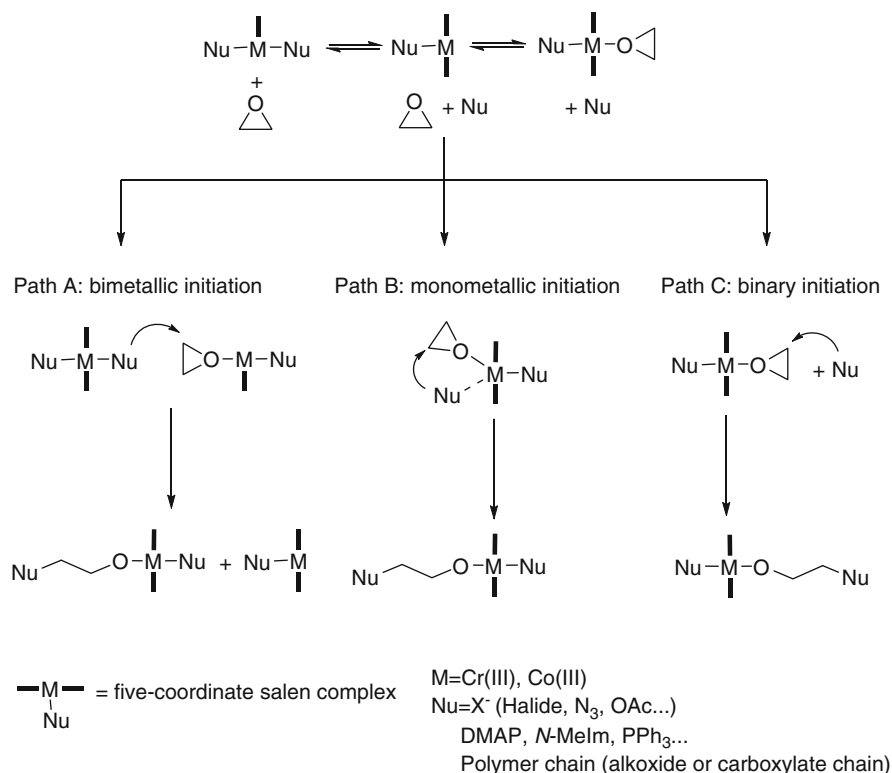 Nu M Nu Nu M Nu M O
+
O O + Nu + Nu
Path A: bimetallic initiation Path B: monometallic initiation Path C: binary initiation
Nu M Nu O M Nu
O M Nu Nu
Nu M O + Nu
Nu O M Nu + Nu M
Nu O M Nu
Nu M O Nu
M Nu = five-coordinate salen complex
M=Cr(III), Co(III)
Nu=X⁻ (Halide, N₃, OAc...)
DMAP, N-MeIm, PPh₃...
Polymer chain (alkoxide or carboxylate chain)